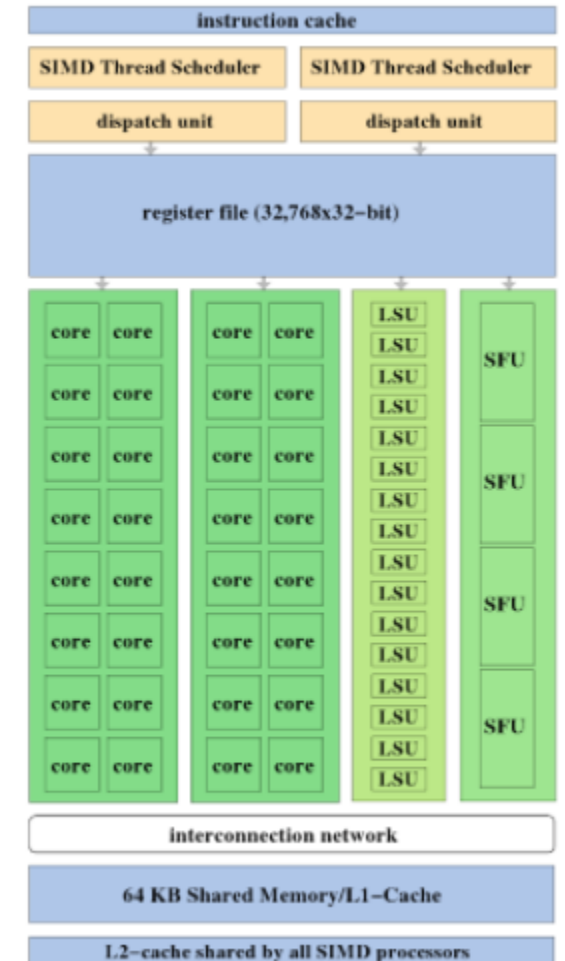 instruction cache
SIMD Thread Scheduler SIMD Thread Scheduler
dispatch unit dispatch unit
register file (32,768x32-bit)
core core core core LSU SFU
LSU
core core core core LSU
LSU
core core core core LSU SFU
LSU
core core core core LSU
LSU
core core core core LSU SFU
LSU
core core core core LSU
LSU
core core core core LSU SFU
LSU
core core core core LSU
LSU
interconnection network
64 KB Shared Memory/L1-Cache
L2-cache shared by all SIMD processors